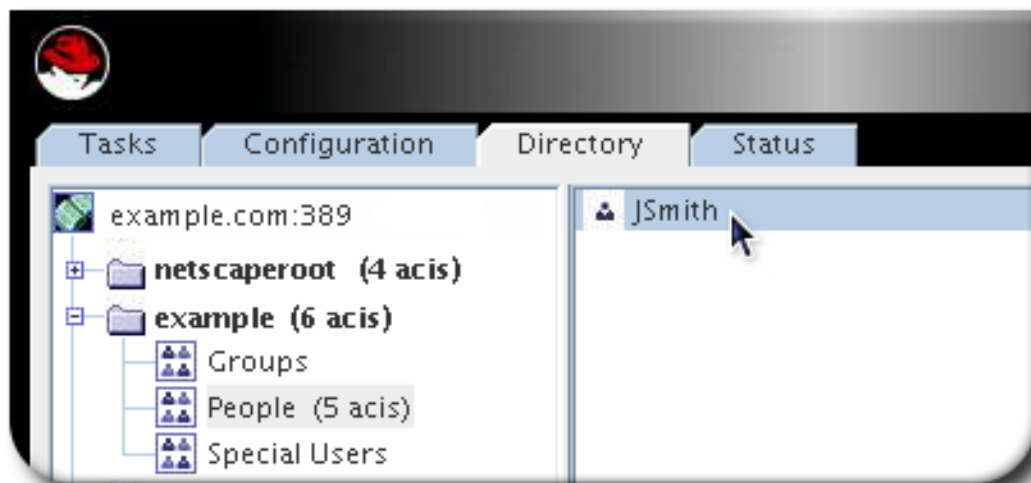 Tasks Configuration Directory Status
example.com:389
JSmith
netscaperoot (4 acis)
example (6 acis)
Groups
People (5 acis)
Special Users